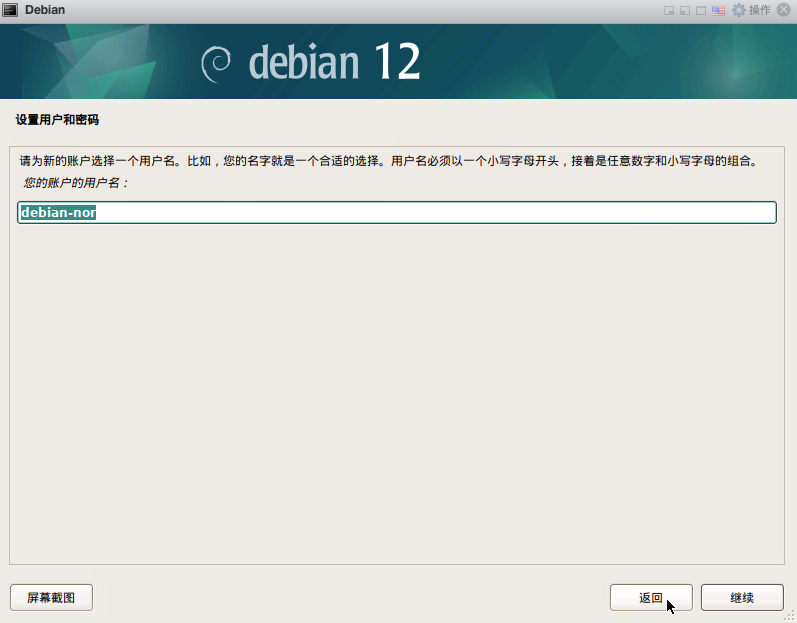 Debian
操作
debian 12
设置用户和密码
请为新的账户选择一个用户名。比如，您的名字就是一个合适的选择。用户名必须以一个小写字母开头，接着是任意数字和小写字母的组合。
您的账户的用户名：
debian-nor
屏幕截图
返回
继续